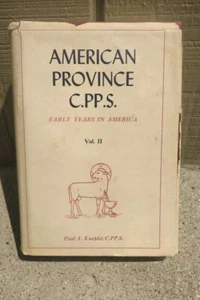 AMERICAN
PROVINCE
C.PP.S.
EARLY YEARS IN AMERICA
Vol. II
Paul J. Knapke, C.PP.S.